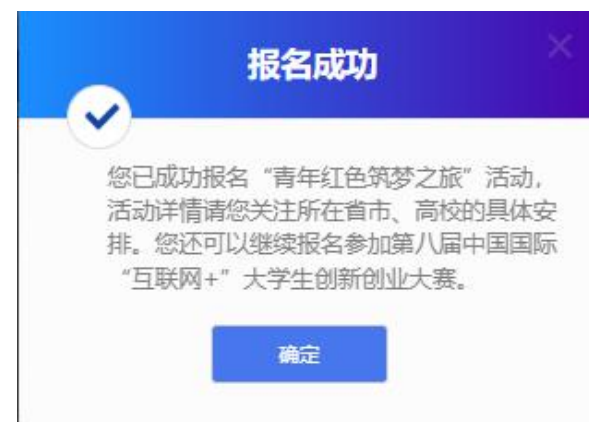 报名成功
您已成功报名“青年红色筑梦之旅”活动,
活动详情请您关注所在省市、高校的具体安
排。您还可以继续报名参加第八届中国国际
“互联网+”大学生创新创业大赛。
确定